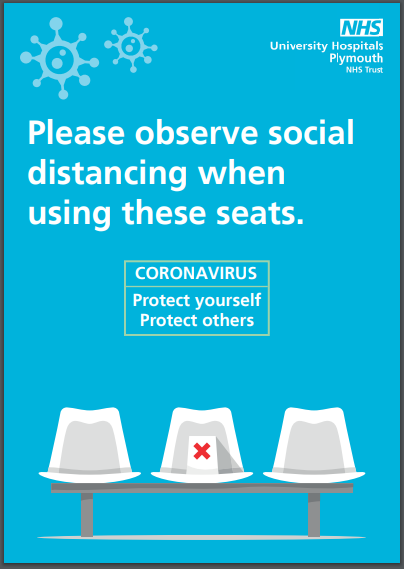 NHS
University Hospitals
Plymouth
NHS Trust
Please observe social
distancing when
using these seats.
CORONAVIRUS
Protect yourself
Protect others